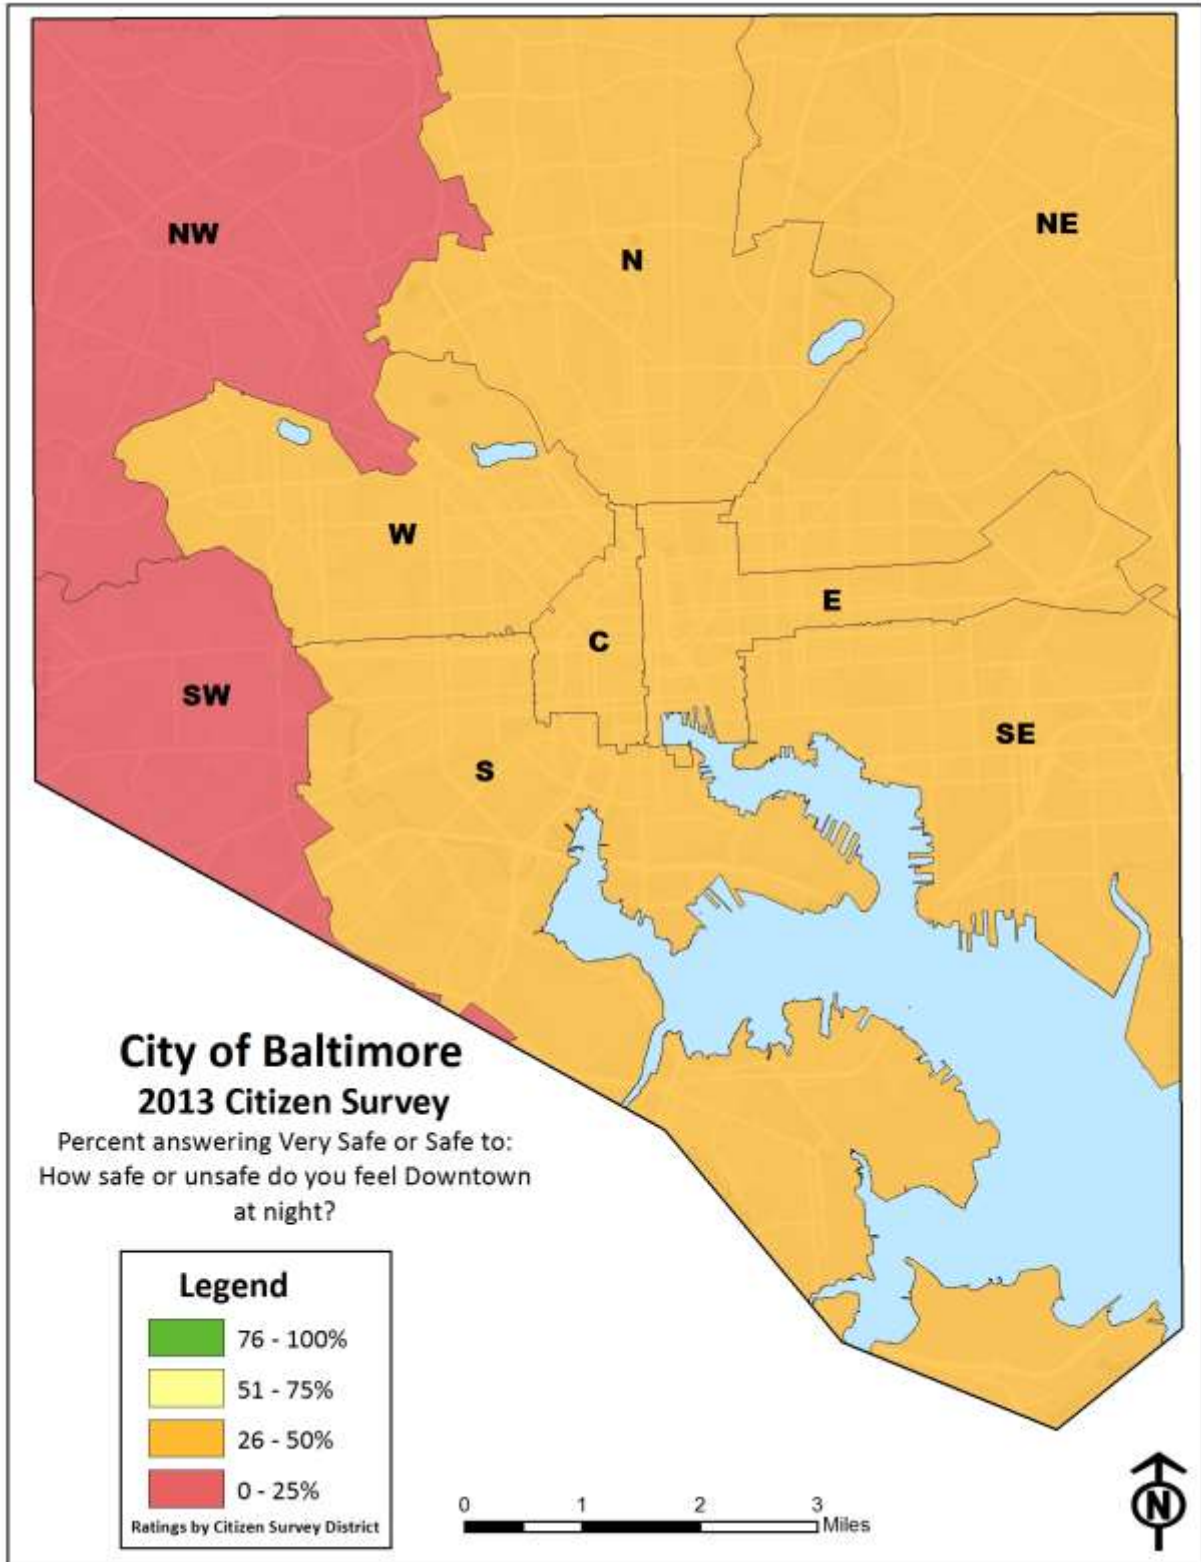 NW
N
NE
W
E
C
SW
SE
S
City of Baltimore
2013 Citizen Survey
Percent answering Very Safe or Safe to:
How safe or unsafe do you feel Downtown
at night?
Legend
76 - 100%
51 - 75%
26 - 50%
0 - 25%
Ratings by Citizen Survey District
0 1 2 3
Miles
N